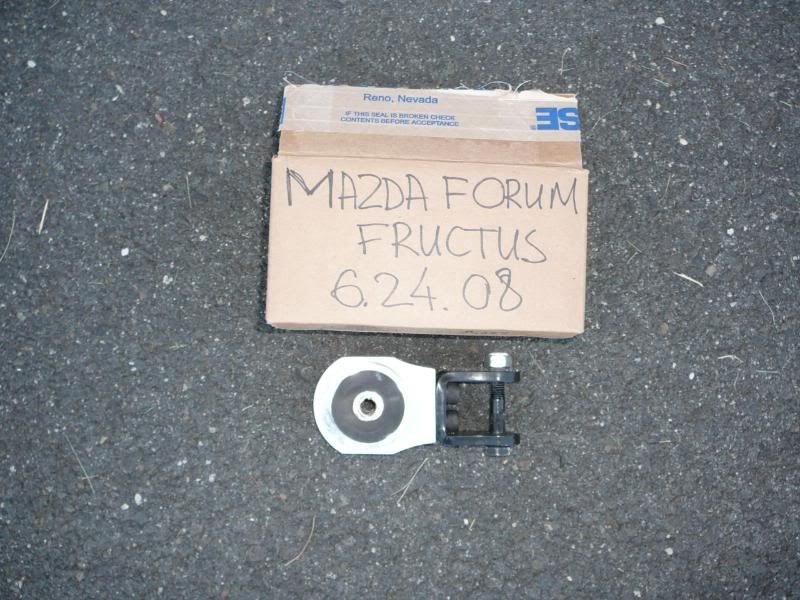 Reno, Nevada
IF THIS SEAL IS BROKEN CHECK
CONTENTS BEFORE ACCEPTANCE
SE
MAZDA FORUM
FRUCTUS
6.24.08